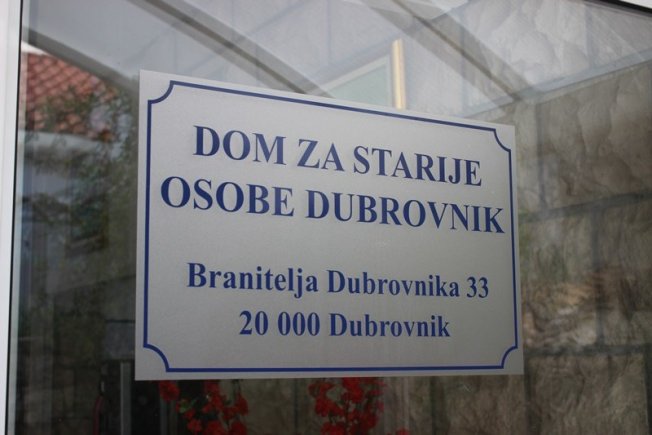 DOM ZA STARIJE
OSOBE DUBROVNIK
Branitelja Dubrovnika 33
20 000 Dubrovnik